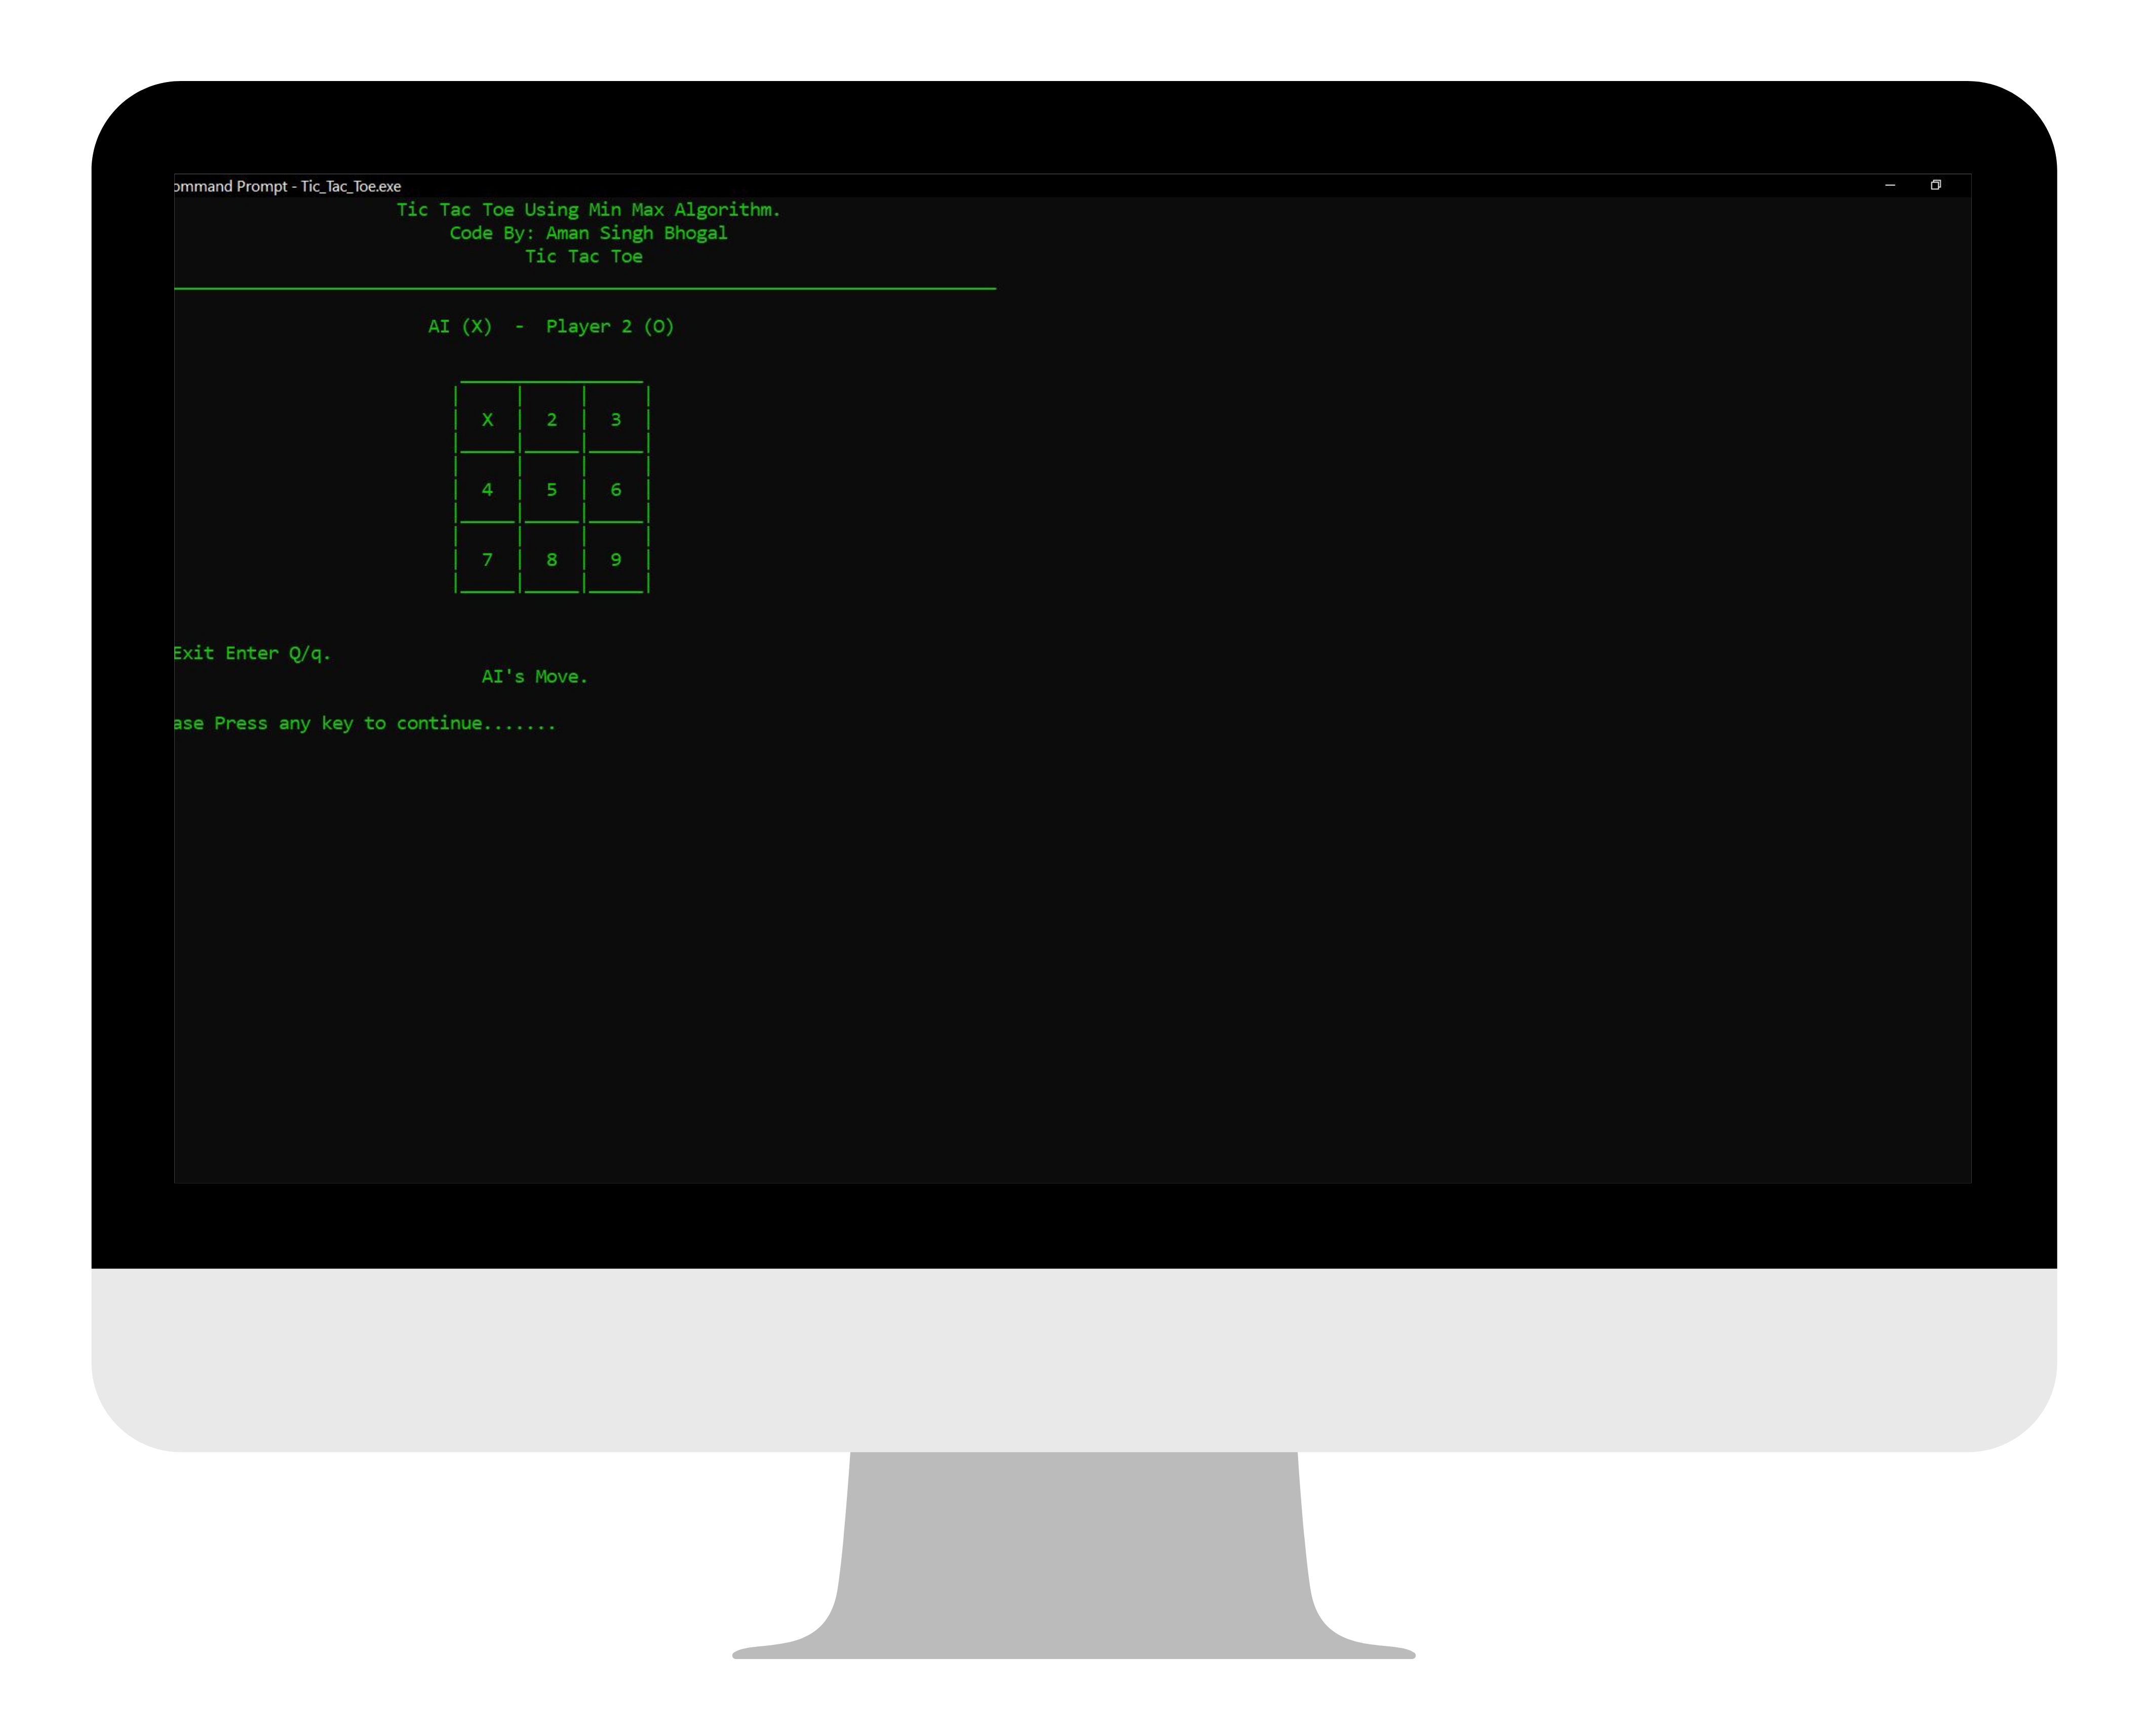 ommand Prompt - Tic_Tac_Toe.exe
Tic Tac Toe Using Min Max Algorithm.
Code By: Aman Singh Bhogal
Tic Tac Toe
AI (X) - Player 2 (O)
X 2 3
4 5 6
7 8 9
Exit Enter Q/q.
AI's Move.
ase Press any key to continue.......